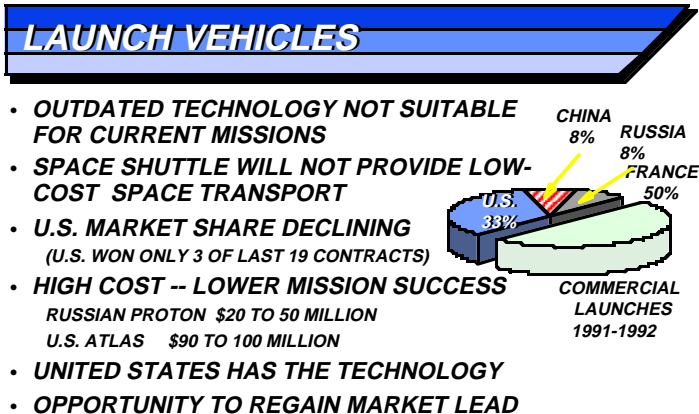 LAUNCH VEHICLES
• OUTDATED TECHNOLOGY NOT SUITABLE
FOR CURRENT MISSIONS
• SPACE SHUTTLE WILL NOT PROVIDE LOW-
COST SPACE TRANSPORT
• U.S. MARKET SHARE DECLINING
(U.S. WON ONLY 3 OF LAST 19 CONTRACTS)
• HIGH COST -- LOWER MISSION SUCCESS
RUSSIAN PROTON $20 TO 50 MILLION
U.S. ATLAS $90 TO 100 MILLION
• UNITED STATES HAS THE TECHNOLOGY
• OPPORTUNITY TO REGAIN MARKET LEAD
CHINA
8%
RUSSIA
8%
FRANCE
50%
U.S.
33%
COMMERCIAL
LAUNCHES
1991-1992